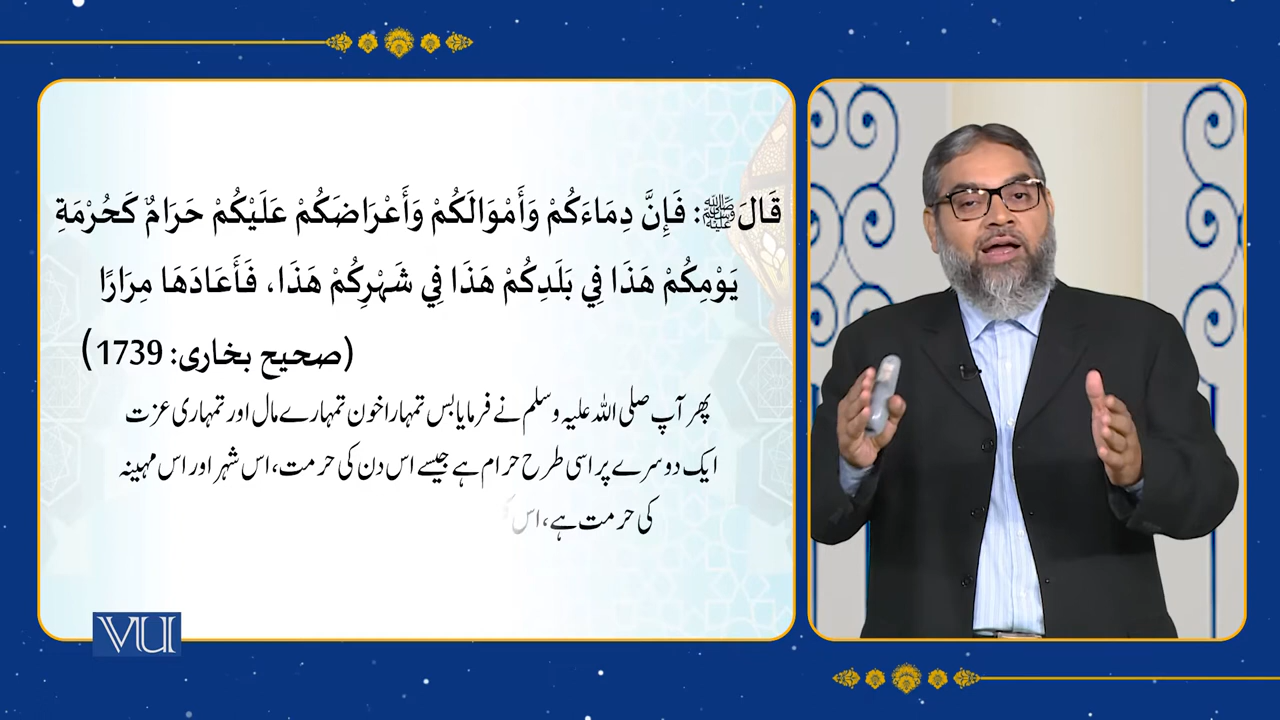 قَالَ ﷺ: فَإِنَّ دِمَاءَكُمْ وَأَمْوَالَكُمْ وَأَعْرَاضَكُمْ عَلَيْكُمْ حَرَامٌ كَحُرْمَةِ
يَوْمِكُمْ هَذَا فِي بَلَدِكُمْ هَذَا فِي شَهْرِكُمْ هَذَا، فَأَعَادَهَا مِرَارًا
(صحیح بخاری: 1739)
پھر آپ صلی اللہ علیہ وسلم نے فرمایا بس تمہارا خون تمہارے مال اور تمہاری عزت
ایک دوسرے پر اسی طرح حرام ہے جیسے اس دن کی حرمت، اس شہر اور اس مہینہ
کی حرمت ہے، اس
VU